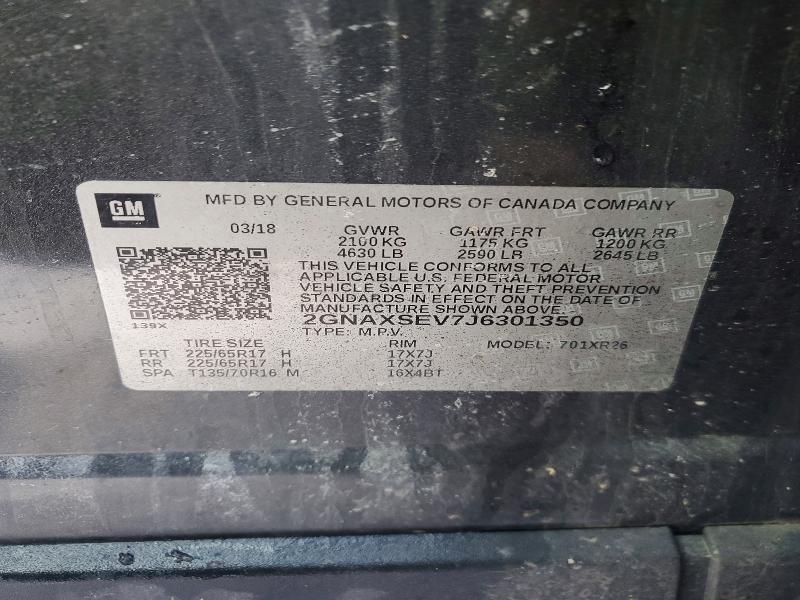 GM
MFD BY GENERAL MOTORS OF CANADA COMPANY
03/18 GVWR GAWR FRT GAWR RR
2100 KG 1175 KG 1200 KG
4630 LB 2590 LB 2645 LB
THIS VEHICLE CONFORMS TO ALL
APPLICABLE U.S. FEDERAL MOTOR
VEHICLE SAFETY AND THEFT PREVENTION
STANDARDS IN EFFECT ON THE DATE OF
MANUFACTURE SHOWN ABOVE.
139X 2GNAXSEV7J6301350
TYPE: M.P.V. MODEL: 701XR26
TIRE SIZE RIM
FRT 225/65R17 H 17X7J
RR 225/65R17 H 17X7J
SPA T135/70R16 M 16X4BT